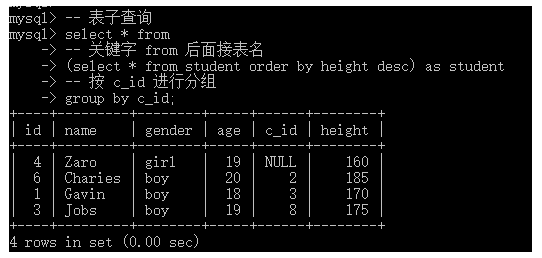 mysql> -- 表子查询
mysql> select * from
    -> -- 关键字 from 后面接表名
    -> (select * from student order by height desc) as student
    -> -- 按 c_id 进行分组
    -> group by c_id;
+----+---------+--------+-----+------+--------+
| id | name    | gender | age | c_id | height |
+----+---------+--------+-----+------+--------+
|  4 | Zaro    | girl   |  19 | NULL |    160 |
|  6 | Charies | boy    |  20 |    2 |    185 |
|  1 | Gavin   | boy    |  18 |    3 |    170 |
|  3 | Jobs    | boy    |  19 |    8 |    175 |
+----+---------+--------+-----+------+--------+
4 rows in set (0.00 sec)